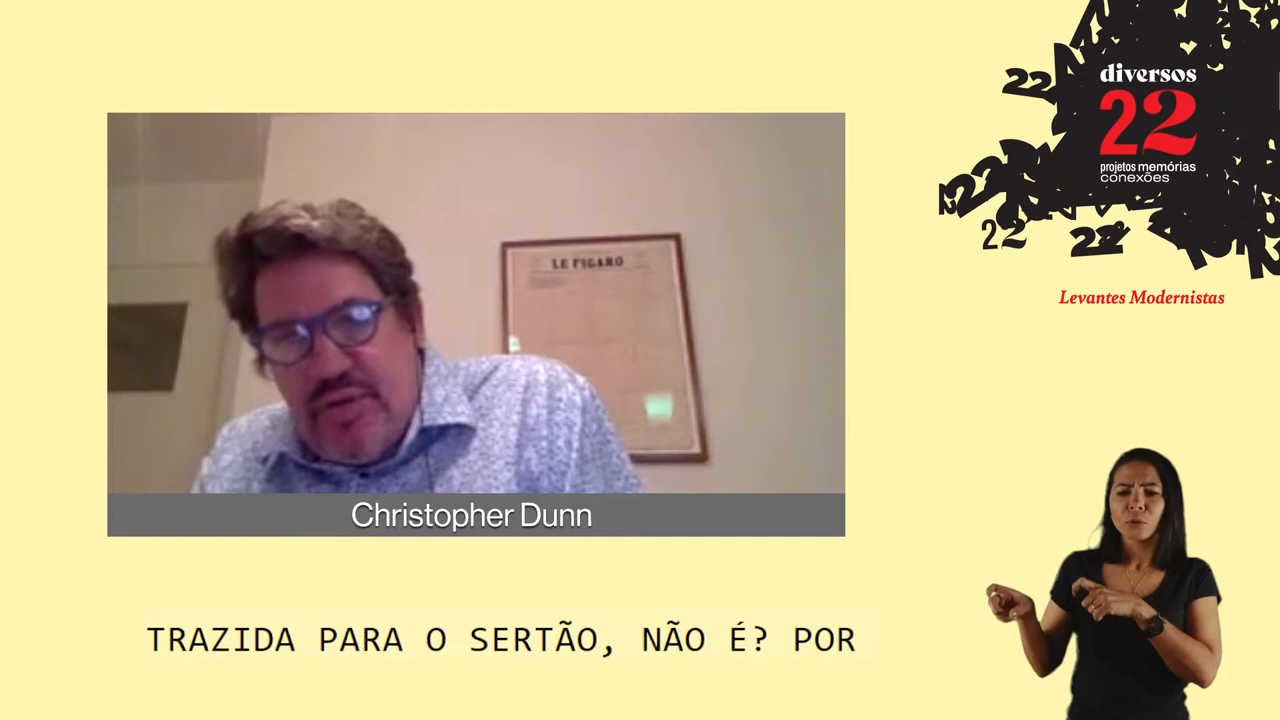 diversos
22
projetos memórias
conexões
22
22
22
22
Levantes Modernistas
LE FIGARO
Christopher Dunn
TRAZIDA PARA O SERTÃO, NÃO É? POR